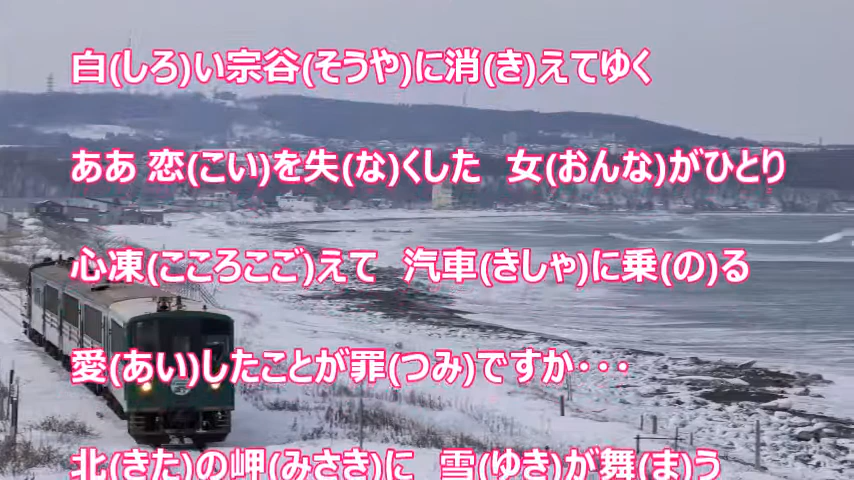 白(しろ)い宗谷(そうや)に消(き)えてゆく
ああ 恋(こい)を失(な)くした 女(おんな)がひとり
心凍(こころこご)えて 汽車(きしゃ)に乗(の)る
愛(あい)したことが罪(つみ)ですか・・・
北(きた)の岬(みさき)に 雪(ゆき)が舞(ま)う